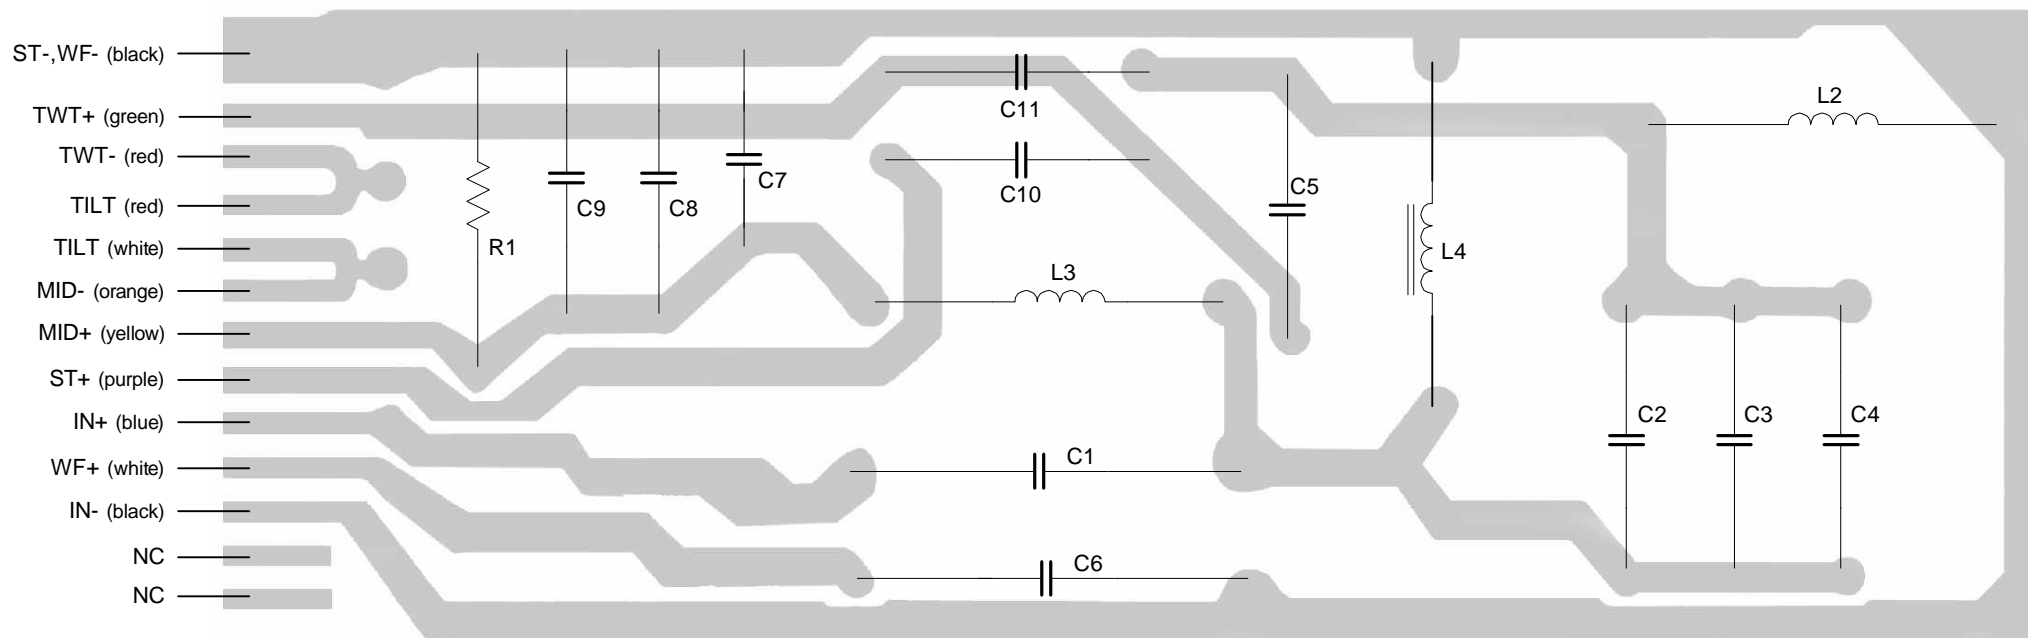 ST-,WF- (black)
TWT+ (green)
TWT- (red)
TILT (red)
TILT (white)
MID- (orange)
MID+ (yellow)
ST+ (purple)
IN+ (blue)
WF+ (white)
IN- (black)
NC
NC
R1
C9
C8
C7
C11
C10
L3
C1
C6
C5
L4
L2
C2
C3
C4